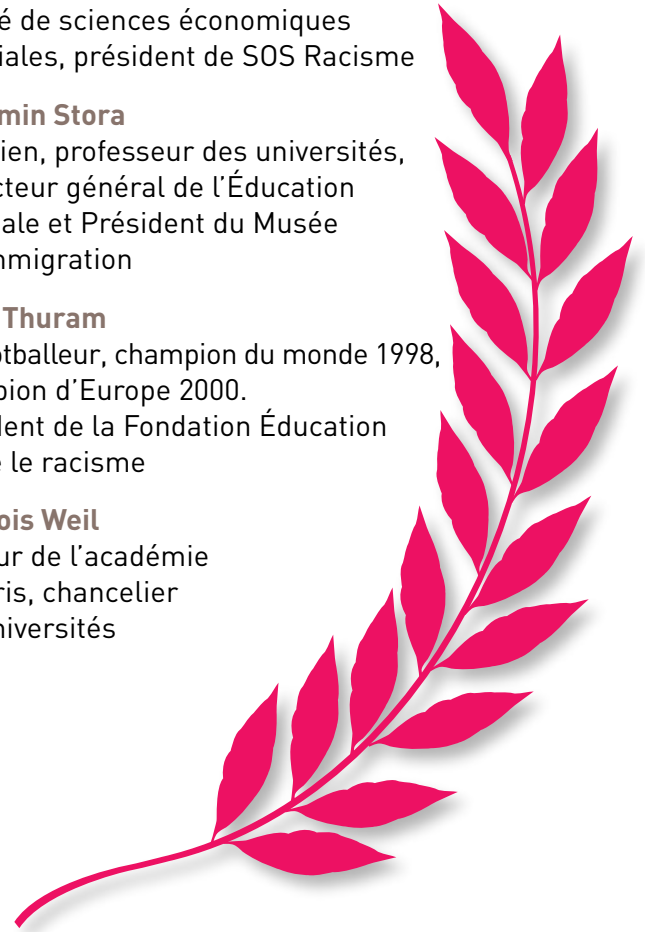 é de sciences économiques
iales, président de SOS Racisme
min Stora
ien, professeur des universités,
cteur général de l’Éducation
ale et Président du Musée
mmigration
Thuram
otballeur, champion du monde 1998,
pion d’Europe 2000.
dent de la Fondation Éducation
e le racisme
ois Weil
ur de l’académie
ris, chancelier
niversités